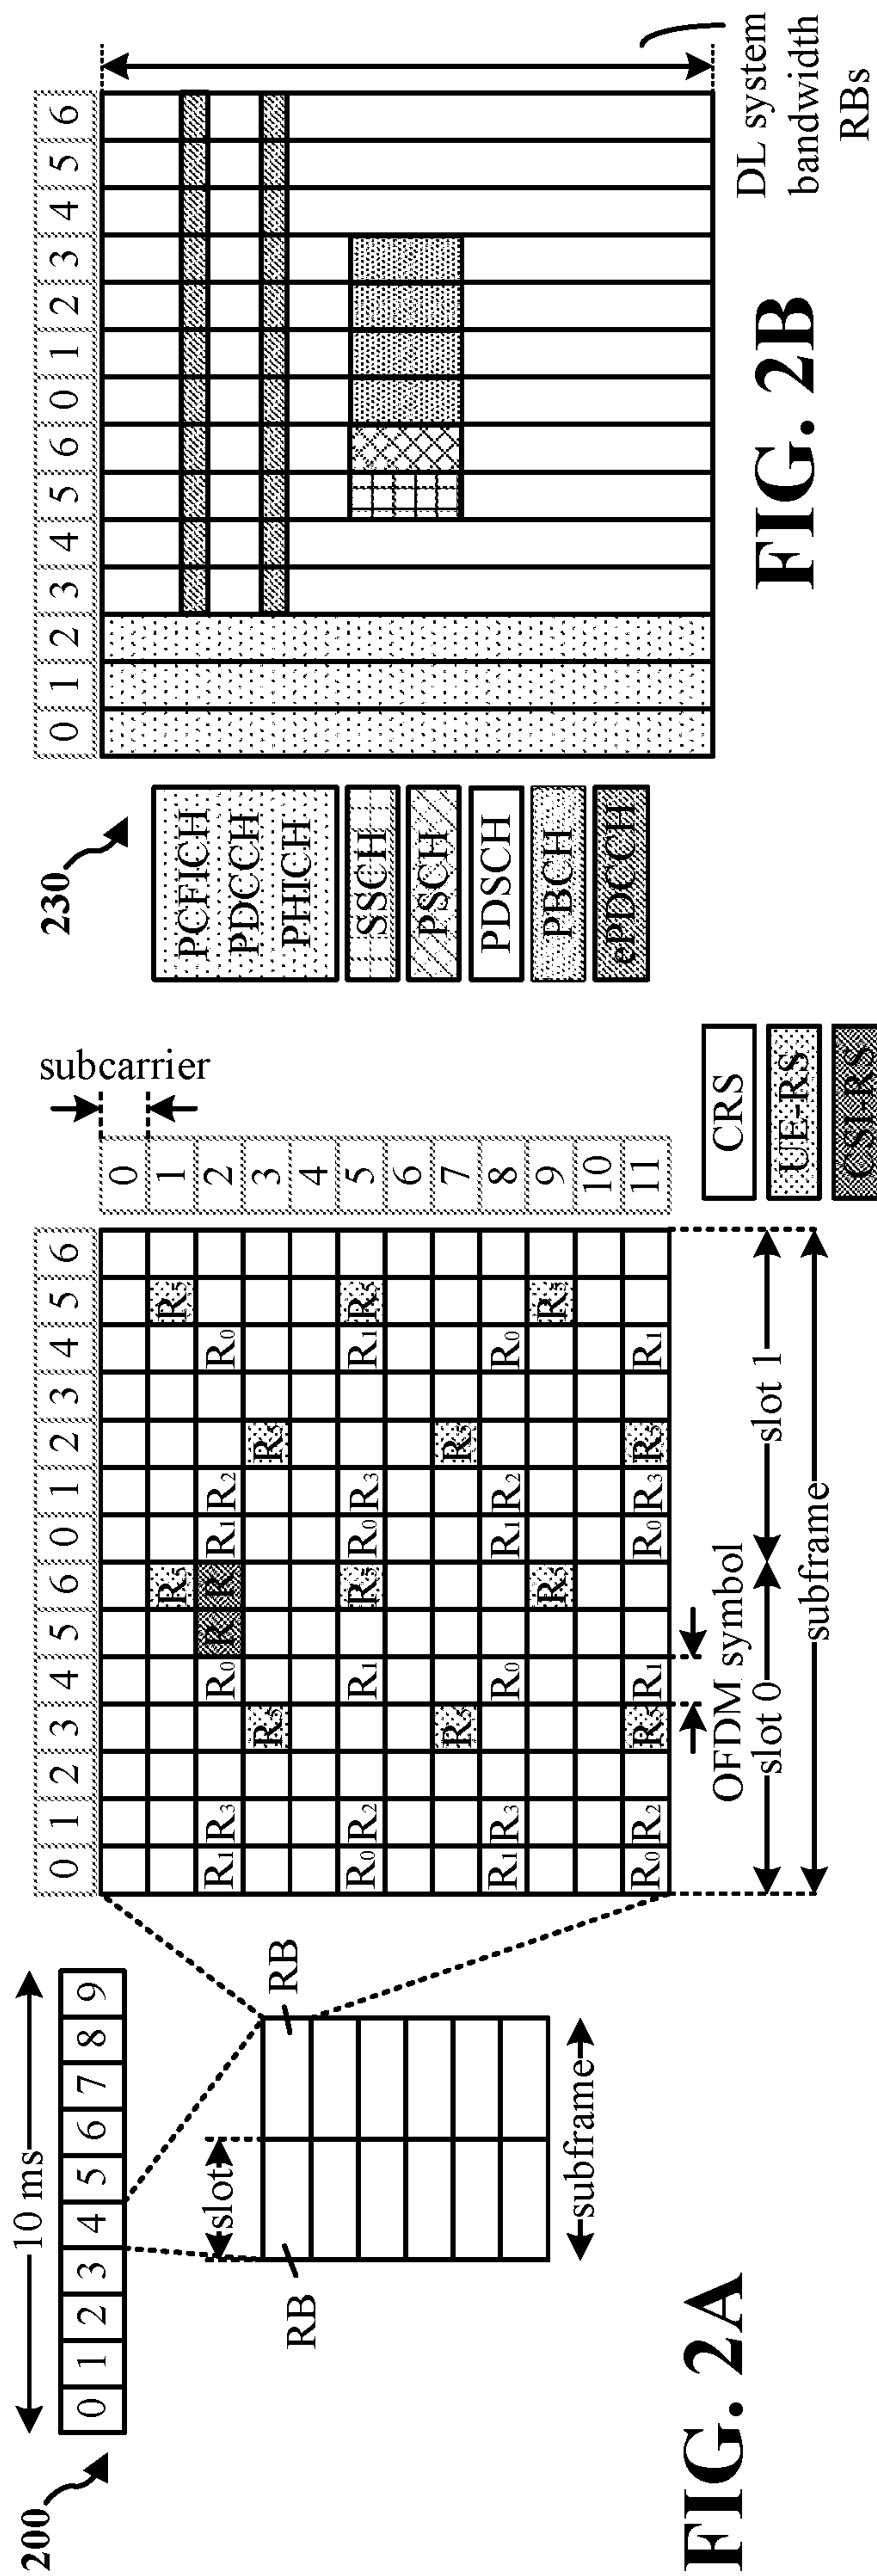 200
10 ms
0 1 2 3 4 5 6 7 8 9
slot
RB
RB
subframe
FIG. 2A
0 1 2 3 4 5 6 0 1 2 3 4 5 6
subcarrier
0
R5 R5 1
R1 R3 R0 R R R1 R2 R0 2
R5 R5 3
4
R0 R2 R1 R5 R0 R3 R1 R5 5
6
R5 R5 7
R1 R3 R0 R1 R2 R0 8
R5 R5 9
10
R0 R2 R5 R1 R0 R3 R5 R1 11
OFDM symbol
slot 0 slot 1
subframe
CRS
UE-RS
CSI-RS
230
PCFICH
PDCCH
PHICH
SSCH
PSCH
PDSCH
PBCH
ePDCCH
0 1 2 3 4 5 6 0 1 2 3 4 5 6
DL system
bandwidth
RBs
FIG. 2B